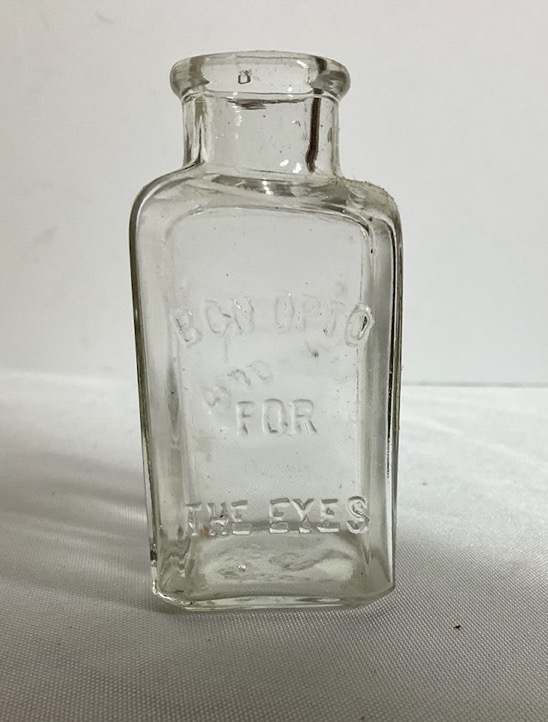 BON OPTO
FOR
THE EYES